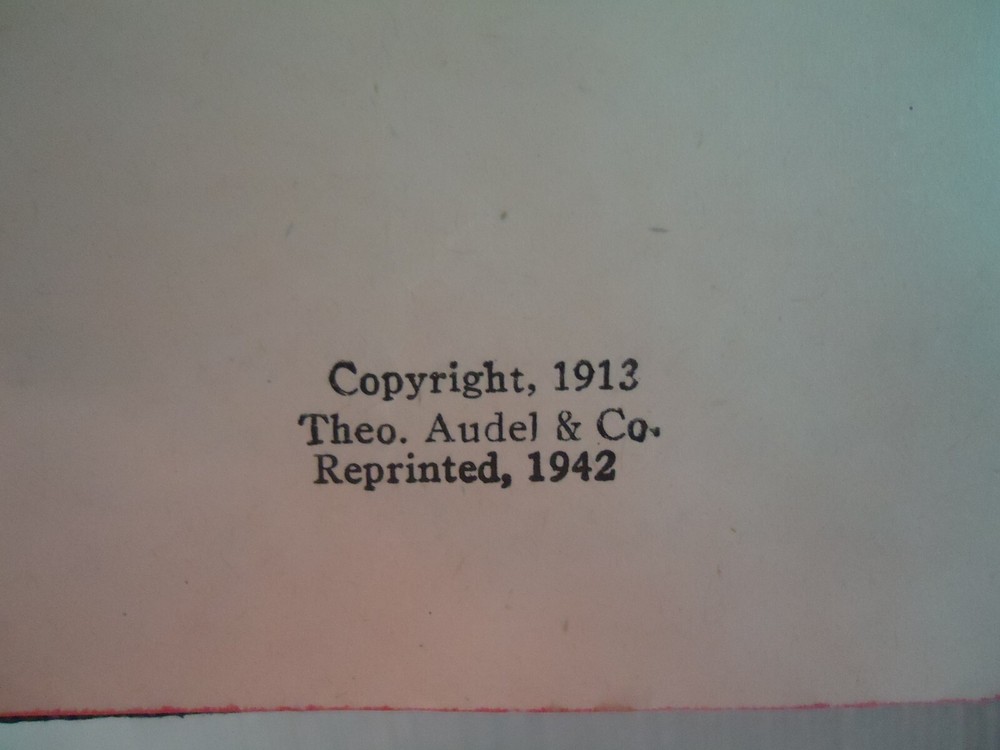 Copyright, 1913
Theo. Audel & Co.
Reprinted, 1942